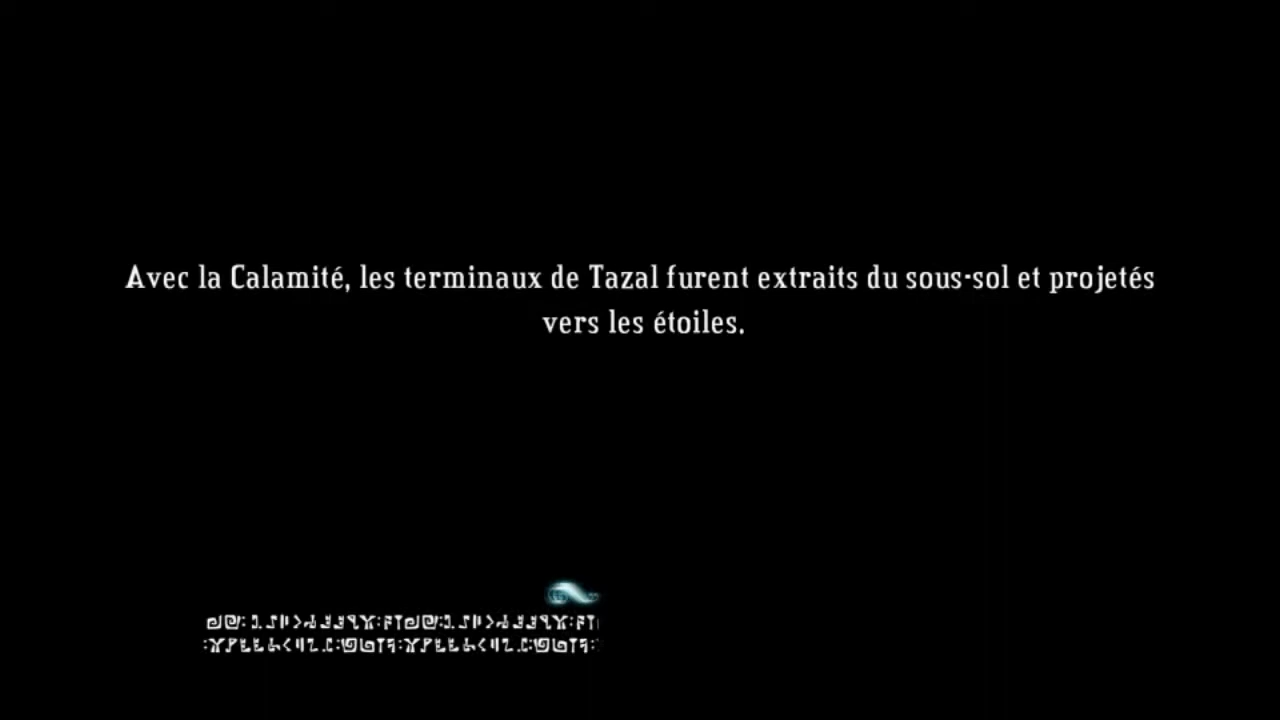 Avec la Calamité, les terminaux de Tazal furent extraits du sous-sol et projetés
vers les étoiles.